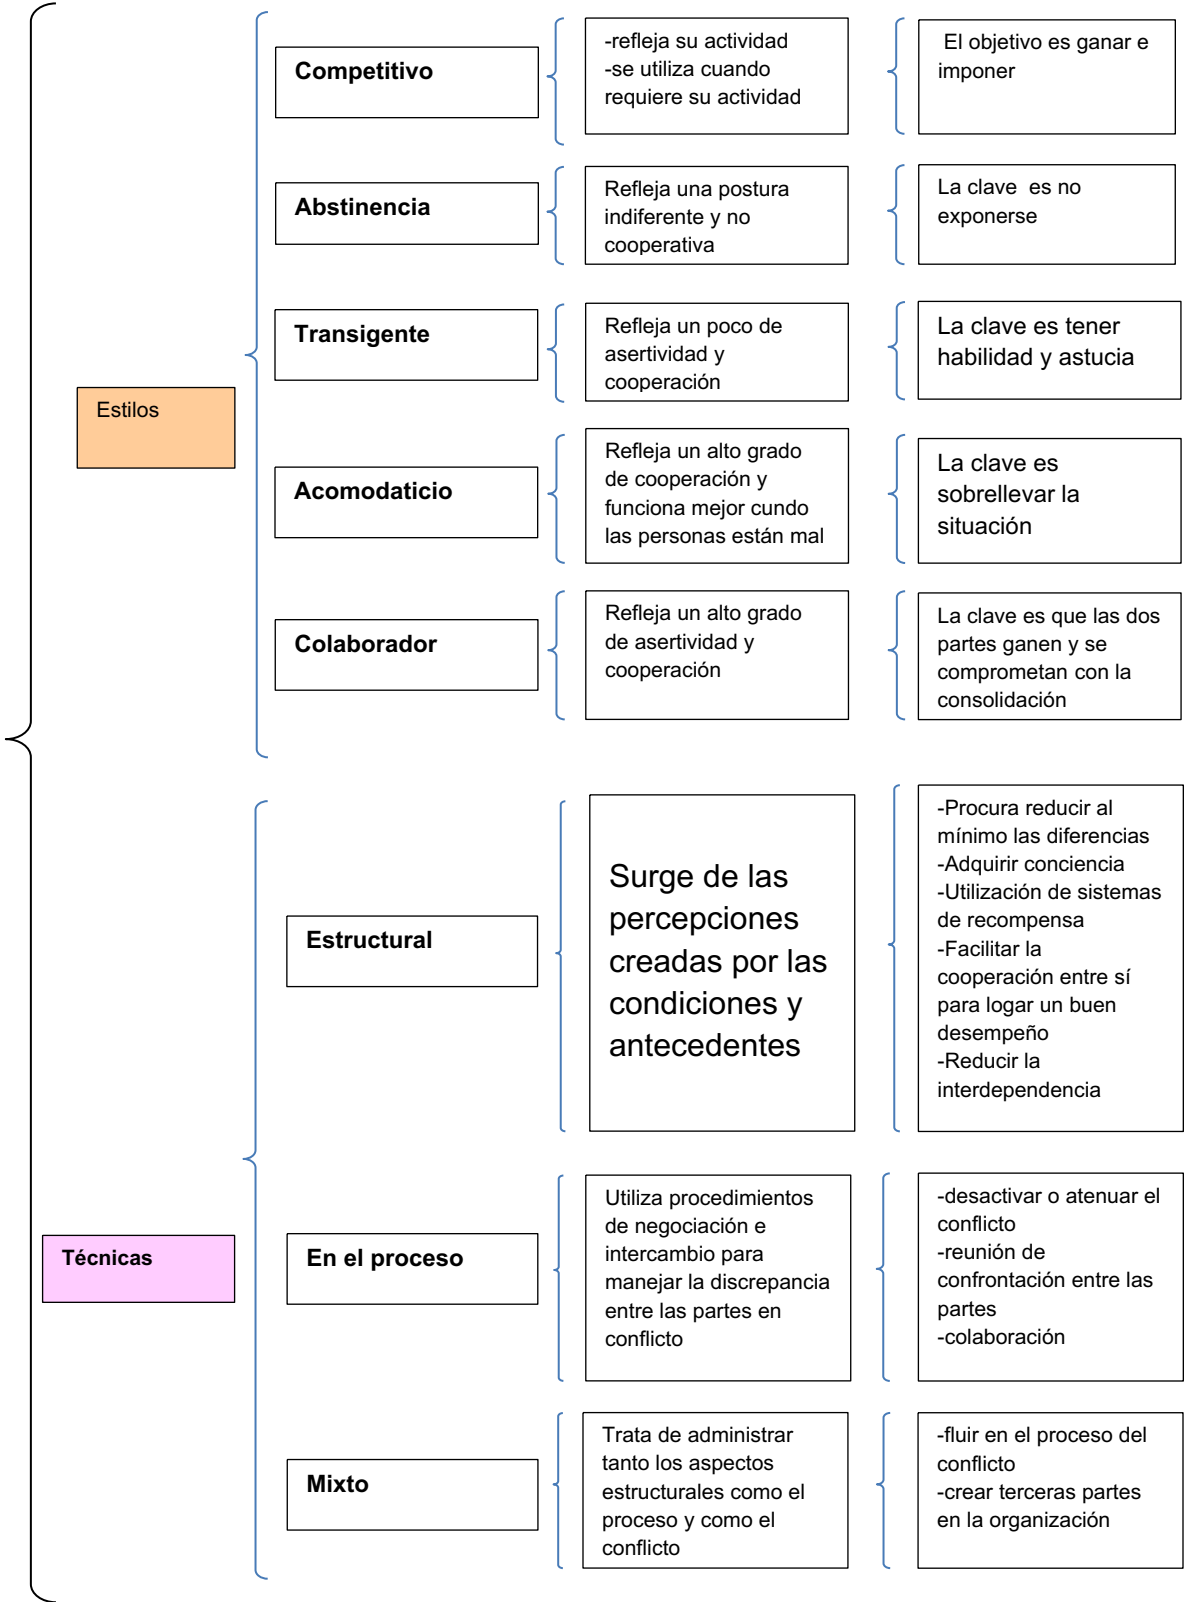 Estilos
Competitivo
-refleja su actividad
-se utiliza cuando
requiere su actividad
El objetivo es ganar e
imponer
Abstinencia
Refleja una postura
indiferente y no
cooperativa
La clave  es no
exponerse
Transigente
Refleja un poco de
asertividad y
cooperación
La clave es tener
habilidad y astucia
Acomodaticio
Refleja un alto grado
de cooperación y
funciona mejor cundo
las personas están mal
La clave es
sobrellevar la
situación
Colaborador
Refleja un alto grado
de asertividad y
cooperación
La clave es que las dos
partes ganen y se
comprometan con la
consolidación
Técnicas
Estructural
Surge de las
percepciones
creadas por las
condiciones y
antecedentes
-Procura reducir al
mínimo las diferencias
-Adquirir conciencia
-Utilización de sistemas
de recompensa
-Facilitar la
cooperación entre sí
para logar un buen
desempeño
-Reducir la
interdependencia
En el proceso
Utiliza procedimientos
de negociación e
intercambio para
manejar la discrepancia
entre las partes en
conflicto
-desactivar o atenuar el
conflicto
-reunión de
confrontación entre las
partes
-colaboración
Mixto
Trata de administrar
tanto los aspectos
estructurales como el
proceso y como el
conflicto
-fluir en el proceso del
conflicto
-crear terceras partes
en la organización